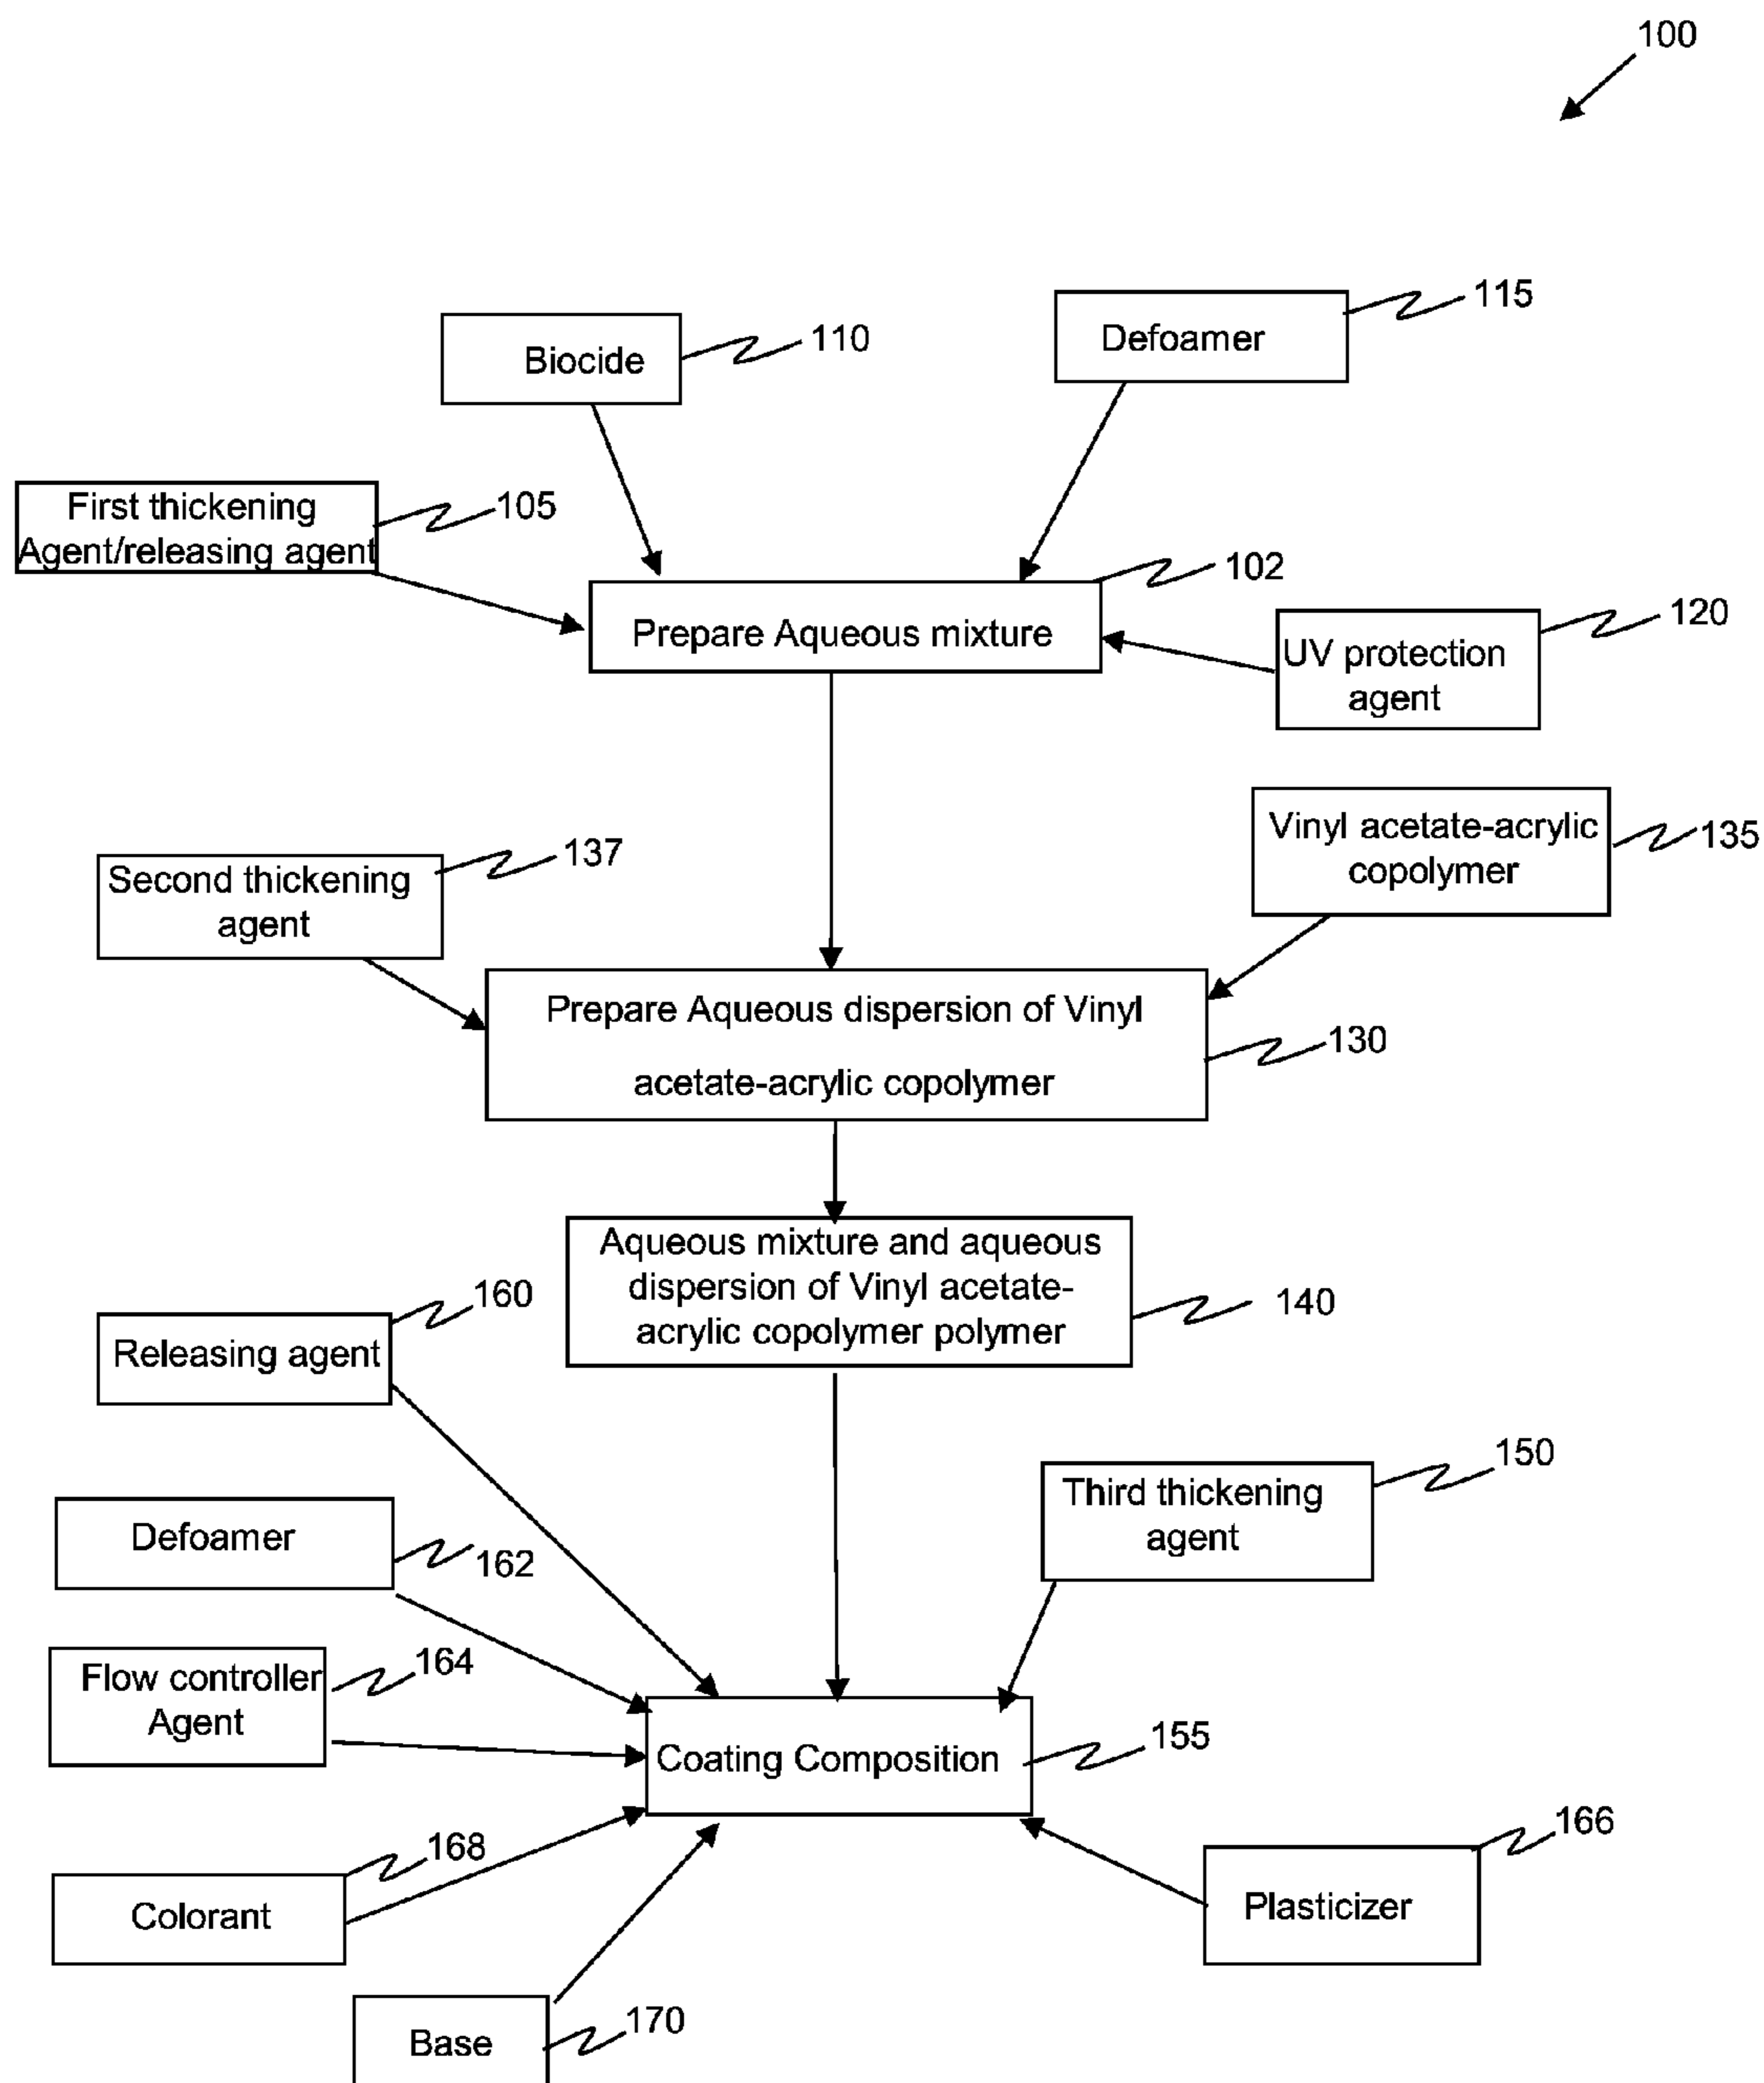 100
115
Defoamer
110
Biocide
First thickening
Agent/releasing agent
105
102
Prepare Aqueous mixture
120
UV protection
agent
Vinyl acetate-acrylic
copolymer
135
137
Second thickening
agent
Prepare Aqueous dispersion of Vinyl
acetate-acrylic copolymer
130
Aqueous mixture and aqueous
dispersion of Vinyl acetate-
acrylic copolymer polymer
140
160
Releasing agent
150
Third thickening
agent
Defoamer
162
164
Flow controller
Agent
155
Coating Composition
166
Plasticizer
168
Colorant
170
Base